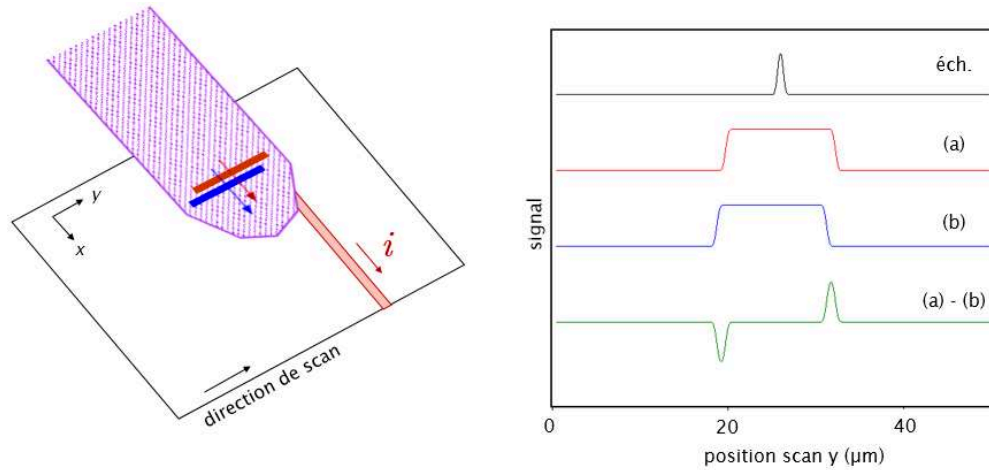 y
x
i
direction de scan
éch.
(a)
(b)
(a) - (b)
signal
0
20
40
position scan y (µm)